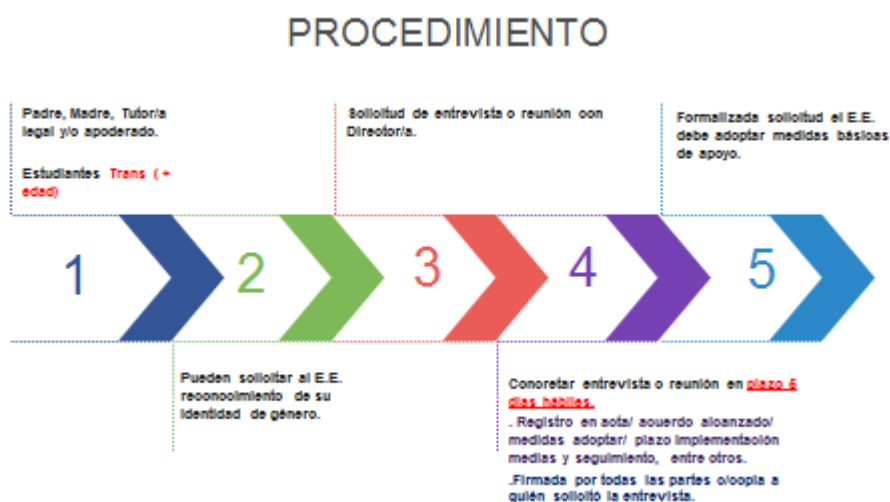 PROCEDIMIENTO
Padre, Madre, Tutor/a
legal y/o apoderado.
Estudiantes Trans ( +
edad)
1
Pueden solicitar al E.E.
reconocimiento de su
identidad de género.
2
Solicitud de entrevista o reunión con
Director/a.
3
Concretar entrevista o reunión en plazo 5
días hábiles.
. Registro en acta/ acuerdo alcanzado/
medidas adoptar/ plazo implementación
medias y seguimiento, entre otros.
.Firmada por todas las partes c/copia a
quién solicitó la entrevista.
4
Formalizada solicitud el E.E.
debe adoptar medidas básicas
de apoyo.
5